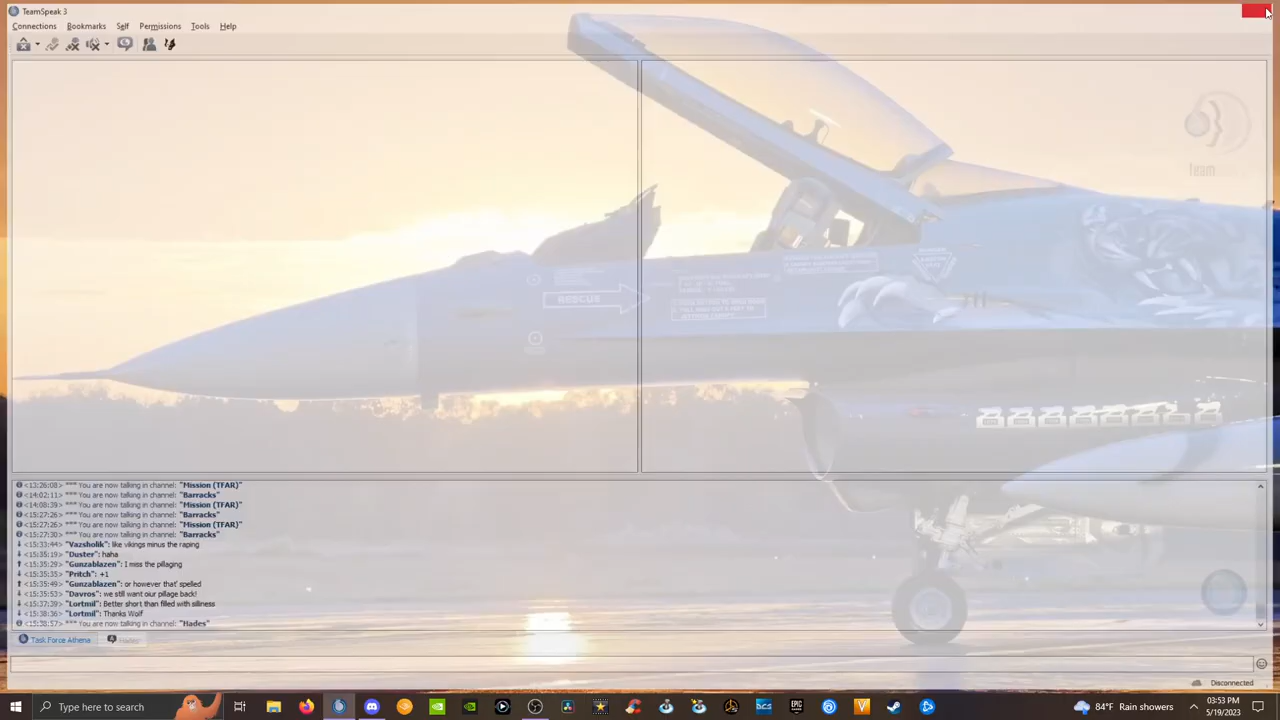 TeamSpeak 3
Connections Bookmarks Self Permissions Tools Help
Team
RESCUE
<13:26:08> *** You are now talking in channel: "Mission (TFAR)"
<14:02:11> *** You are now talking in channel: "Barracks"
<14:08:39> *** You are now talking in channel: "Mission (TFAR)"
<15:27:26> *** You are now talking in channel: "Barracks"
<15:27:26> *** You are now talking in channel: "Mission (TFAR)"
<15:27:30> *** You are now talking in channel: "Barracks"
<15:33:44> "Vazsholik": like vikings minus the raping
<15:35:19> "Duster": haha
<15:35:29> "Gunzablazen": I miss the pillaging
<15:35:35> "Pritch": +1
<15:35:49> "Gunzablazen": or however that' spelled
<15:35:53> "Davros": we still want oiur pillage back!
<15:37:39> "Lortmil": Better short than filled with silliness
<15:38:36> "Lortmil": Thanks Wolf
<15:38:57> *** You are now talking in channel: "Hades"
Task Force Athena
Disconnected
Type here to search
84°F Rain showers
03:53 PM
5/19/2023